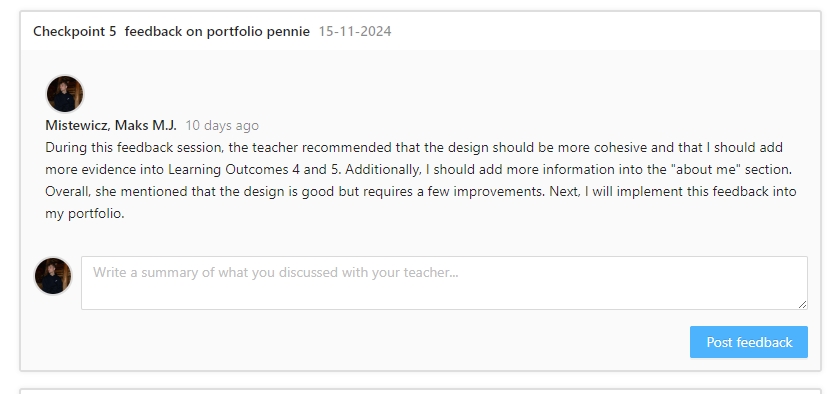 Checkpoint 5 feedback on portfolio pennie 15-11-2024
Mistewicz, Maks M.J. 10 days ago
During this feedback session, the teacher recommended that the design should be more cohesive and that I should add
more evidence into Learning Outcomes 4 and 5. Additionally, I should add more information into the "about me" section.
Overall, she mentioned that the design is good but requires a few improvements. Next, I will implement this feedback into
my portfolio.
Write a summary of what you discussed with your teacher...
Post feedback